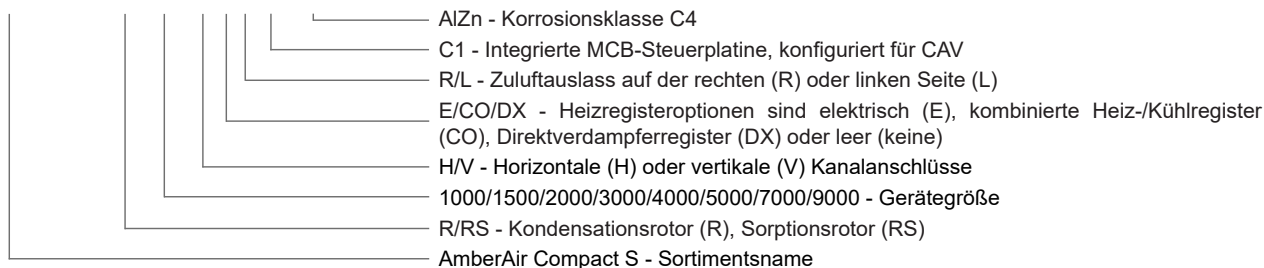 AlZn - Korrosionsklasse C4
C1 - Integrierte MCB-Steuerplatine, konfiguriert für CAV
R/L - Zuluftauslass auf der rechten (R) oder linken Seite (L)
E/CO/DX - Heizregisteroptionen sind elektrisch (E), kombinierte Heiz-/Kühlregister
(CO), Direktverdampferregister (DX) oder leer (keine)
H/V - Horizontale (H) oder vertikale (V) Kanalanschlüsse
1000/1500/2000/3000/4000/5000/7000/9000 - Gerätegröße
R/RS - Kondensationsrotor (R), Sorptionsrotor (RS)
AmberAir Compact S - Sortimentsname